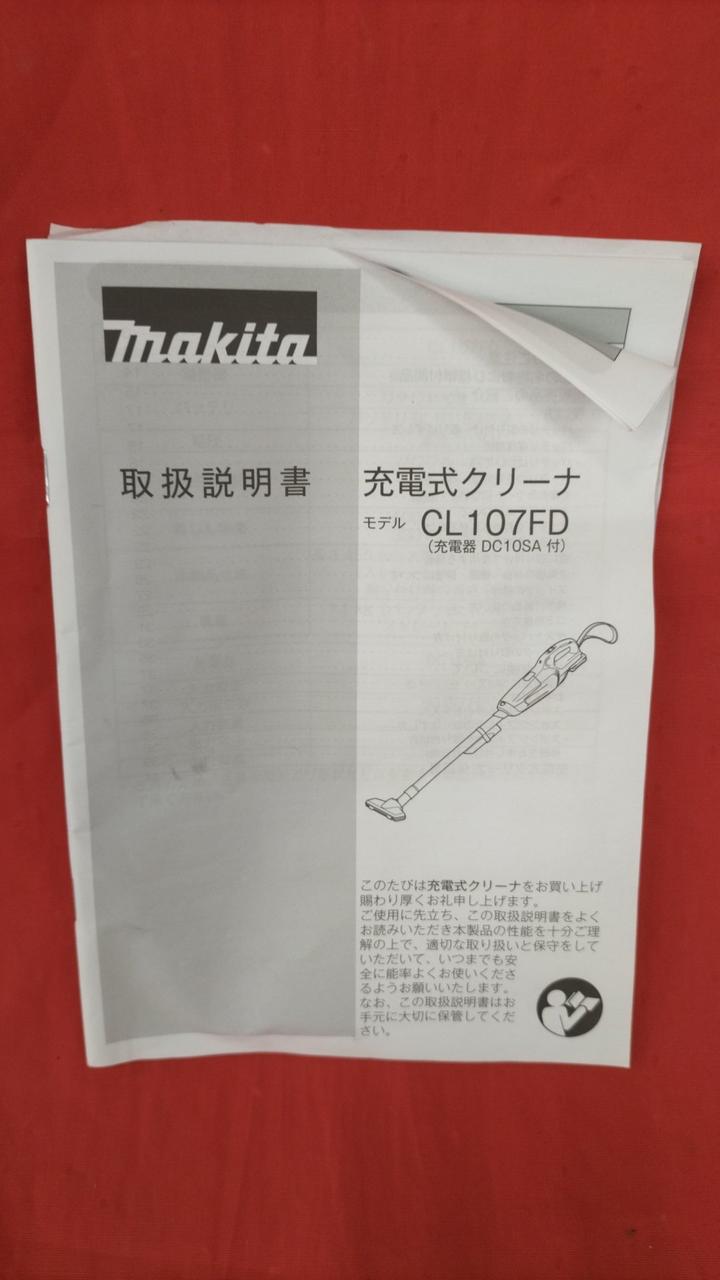 makita
取扱説明書
充電式クリーナ
モデル CL107FD
(充電器 DC10SA 付)
このたびは充電式クリーナをお買い上げ
賜わり厚くお礼申し上げます。
ご使用に先立ち、この取扱説明書をよく
お読みいただき本製品の性能を十分ご理
解の上で、適切な取り扱いと保守をして
いただいて、いつまでも安
全に能率よくお使いくださ
るようお願いいたします。
なお、この取扱説明書はお
手元に大切に保管してくだ
さい。